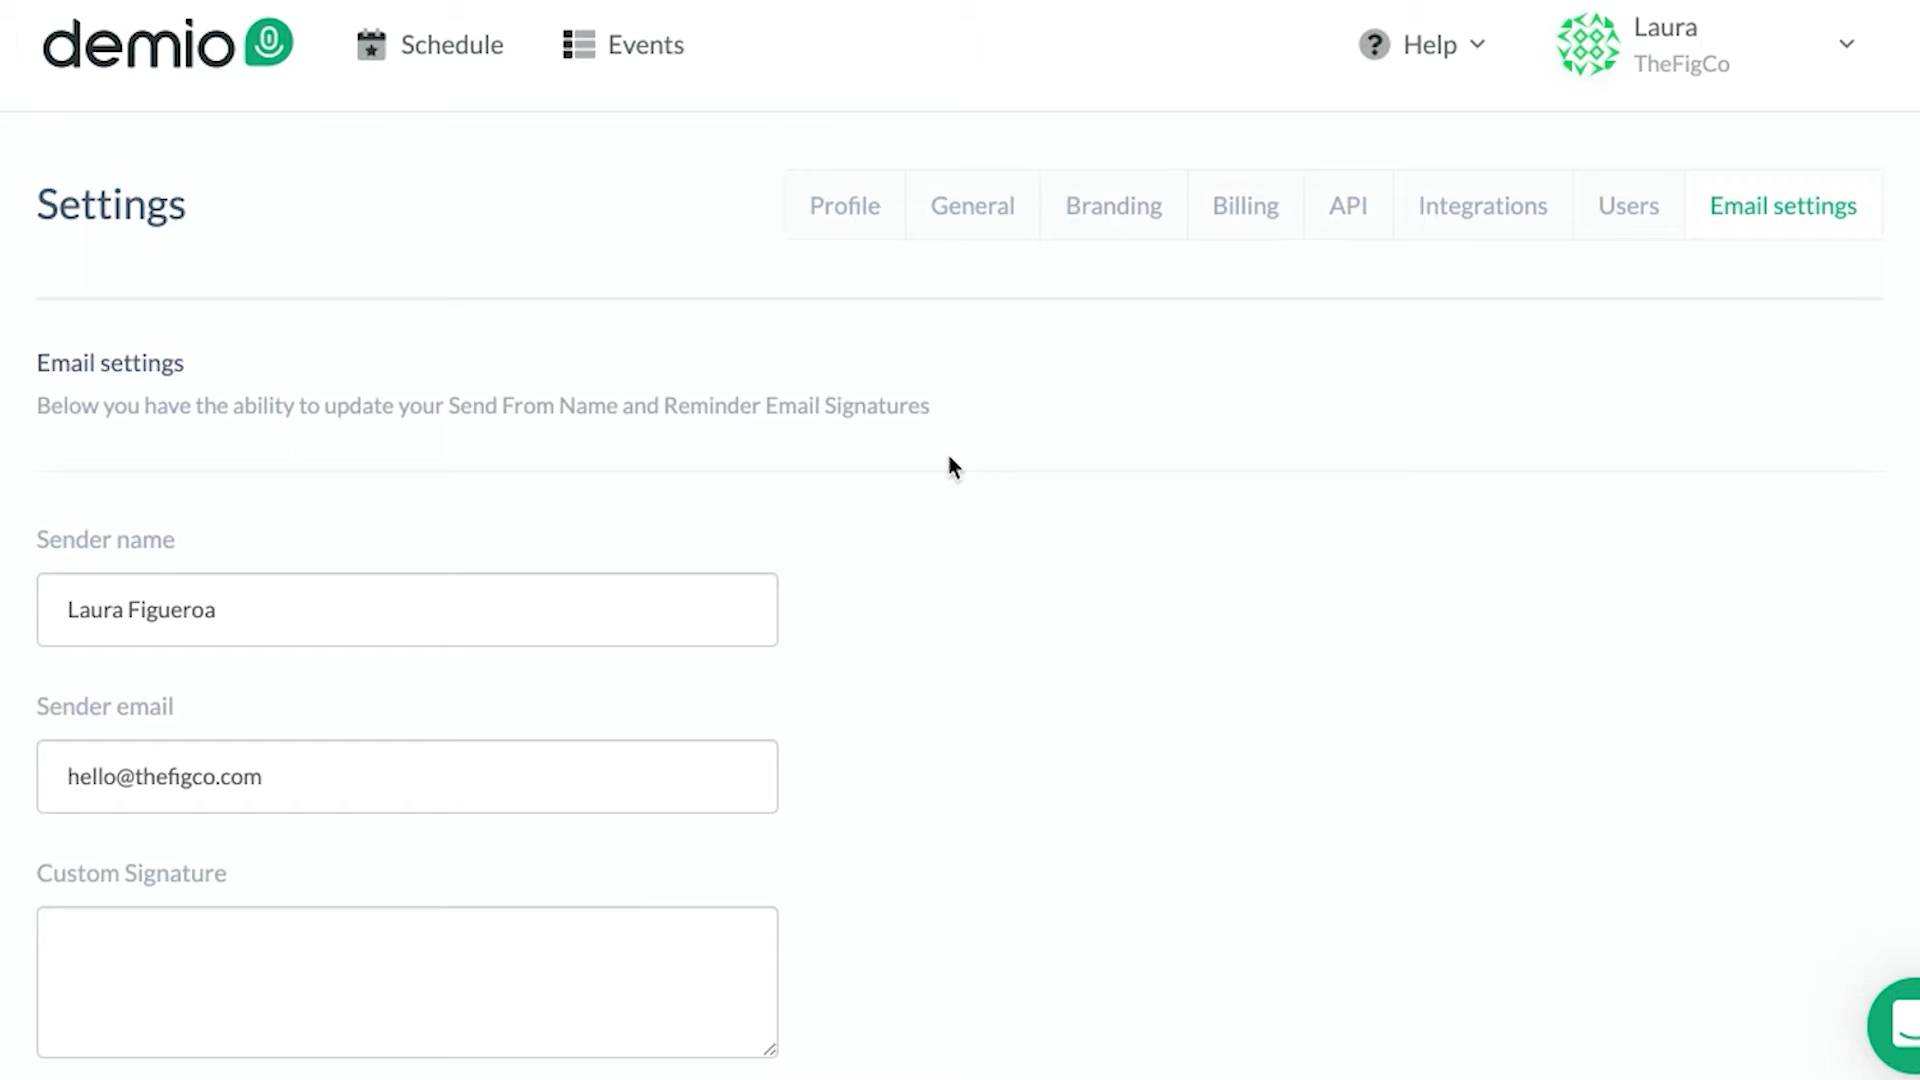 demio
Schedule
Events
Help
Laura
TheFigCo
Settings
Profile
General
Branding
Billing
API
Integrations
Users
Email settings
Email settings
Below you have the ability to update your Send From Name and Reminder Email Signatures
Sender name
Laura Figueroa
Sender email
hello@thefigco.com
Custom Signature